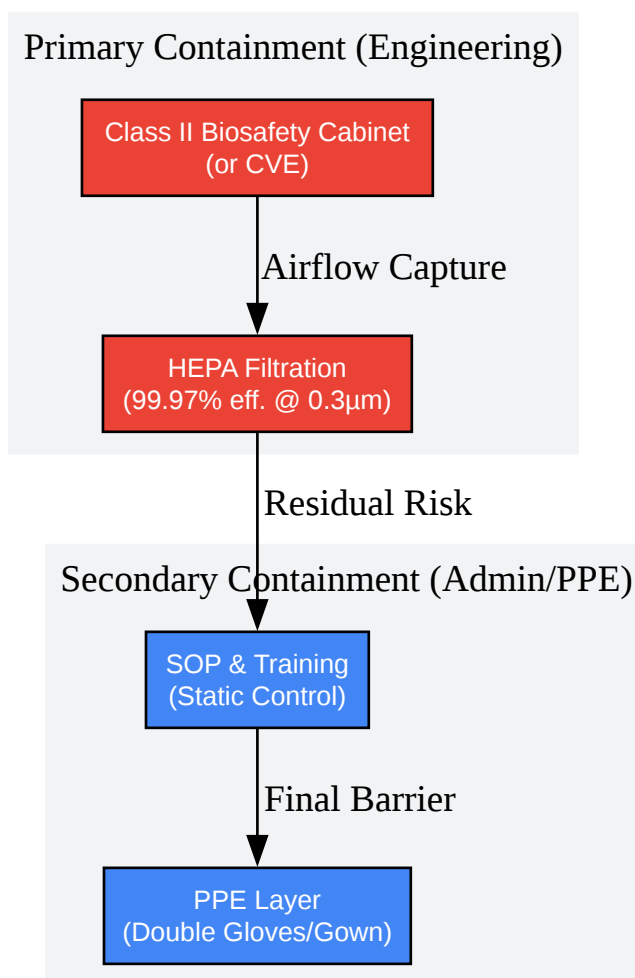 Primary Containment (Engineering)
Class II Biosafety Cabinet
(or CVE)
Airflow Capture
HEPA Filtration
(99.97% eff. @ 0.3µm)
Residual Risk
Secondary Containment (Admin/PPE)
SOP & Training
(Static Control)
Final Barrier
PPE Layer
(Double Gloves/Gown)